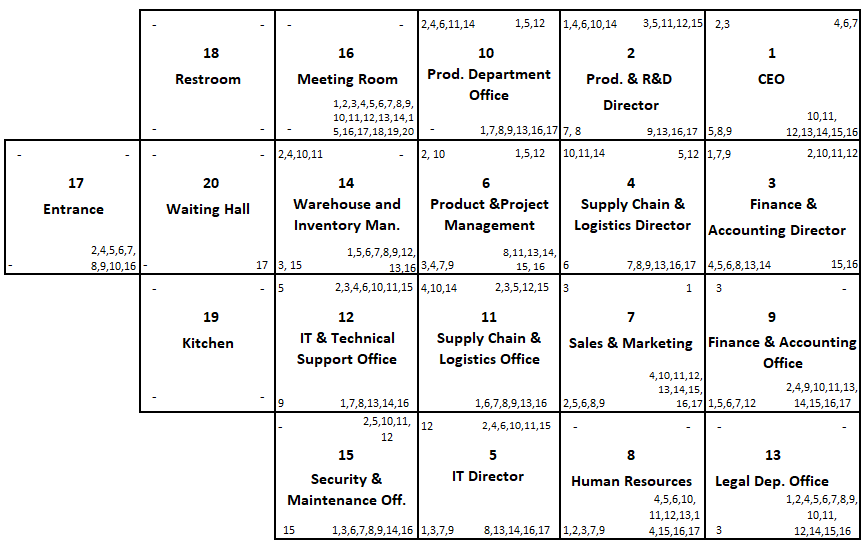 - - - - 2,4,6,11,14 1,5,12 1,4,6,10,14 3,5,11,12,15 2,3 4,6,7
18 16 10 2 1
Restroom Meeting Room Prod. Department Prod. & R&D CEO
Office Director
1,2,3,4,5,6,7,8,9, 10,11,
10,11,12,13,14,1 12,13,14,15,16
- - - 5,16,17,18,19,20 - 1,7,8,9,13,16,17 7, 8 9,13,16,17 5,8,9
- - - - 2,4,10,11 - 2, 10 1,5,12 10,11,14 5,12 1,7,9 2,10,11,12
17 20 14 6 4 3
Entrance Waiting Hall Warehouse and Product &Project Supply Chain & Finance &
Inventory Man. Management Logistics Director Accounting Director
2,4,5,6,7, 1,5,6,7,8,9,12, 8,11,13,14,
- 8,9,10,16 - 17 3, 15 13,16 3,4,7,9 15, 16 6 7,8,9,13,16,17 4,5,6,8,13,14 15,16
- - 5 2,3,4,6,10,11,15 4,10,14 2,3,5,12,15 3 1 3 -
19 12 11 7 9
Kitchen IT & Technical Supply Chain & Sales & Marketing Finance & Accounting
Support Office Logistics Office Office
4,10,11,12,
13,14,15, 2,4,9,10,11,13,
- - 9 1,7,8,13,14,16 1,6,7,8,9,13,16 2,5,6,8,9 16,17 1,5,6,7,12 14,15,16,17
- 2,5,10,11, 12 2,4,6,10,11,15 - - - -
12
15 5 8 13
Security & IT Director Human Resources Legal Dep. Office
Maintenance Off.
4,5,6,10, 1,2,4,5,6,7,8,9,
11,12,13,1 10,11,
15 1,3,6,7,8,9,14,16 1,3,7,9 8,13,14,16,17 1,2,3,7,9 4,15,16,17 3 12,14,15,16